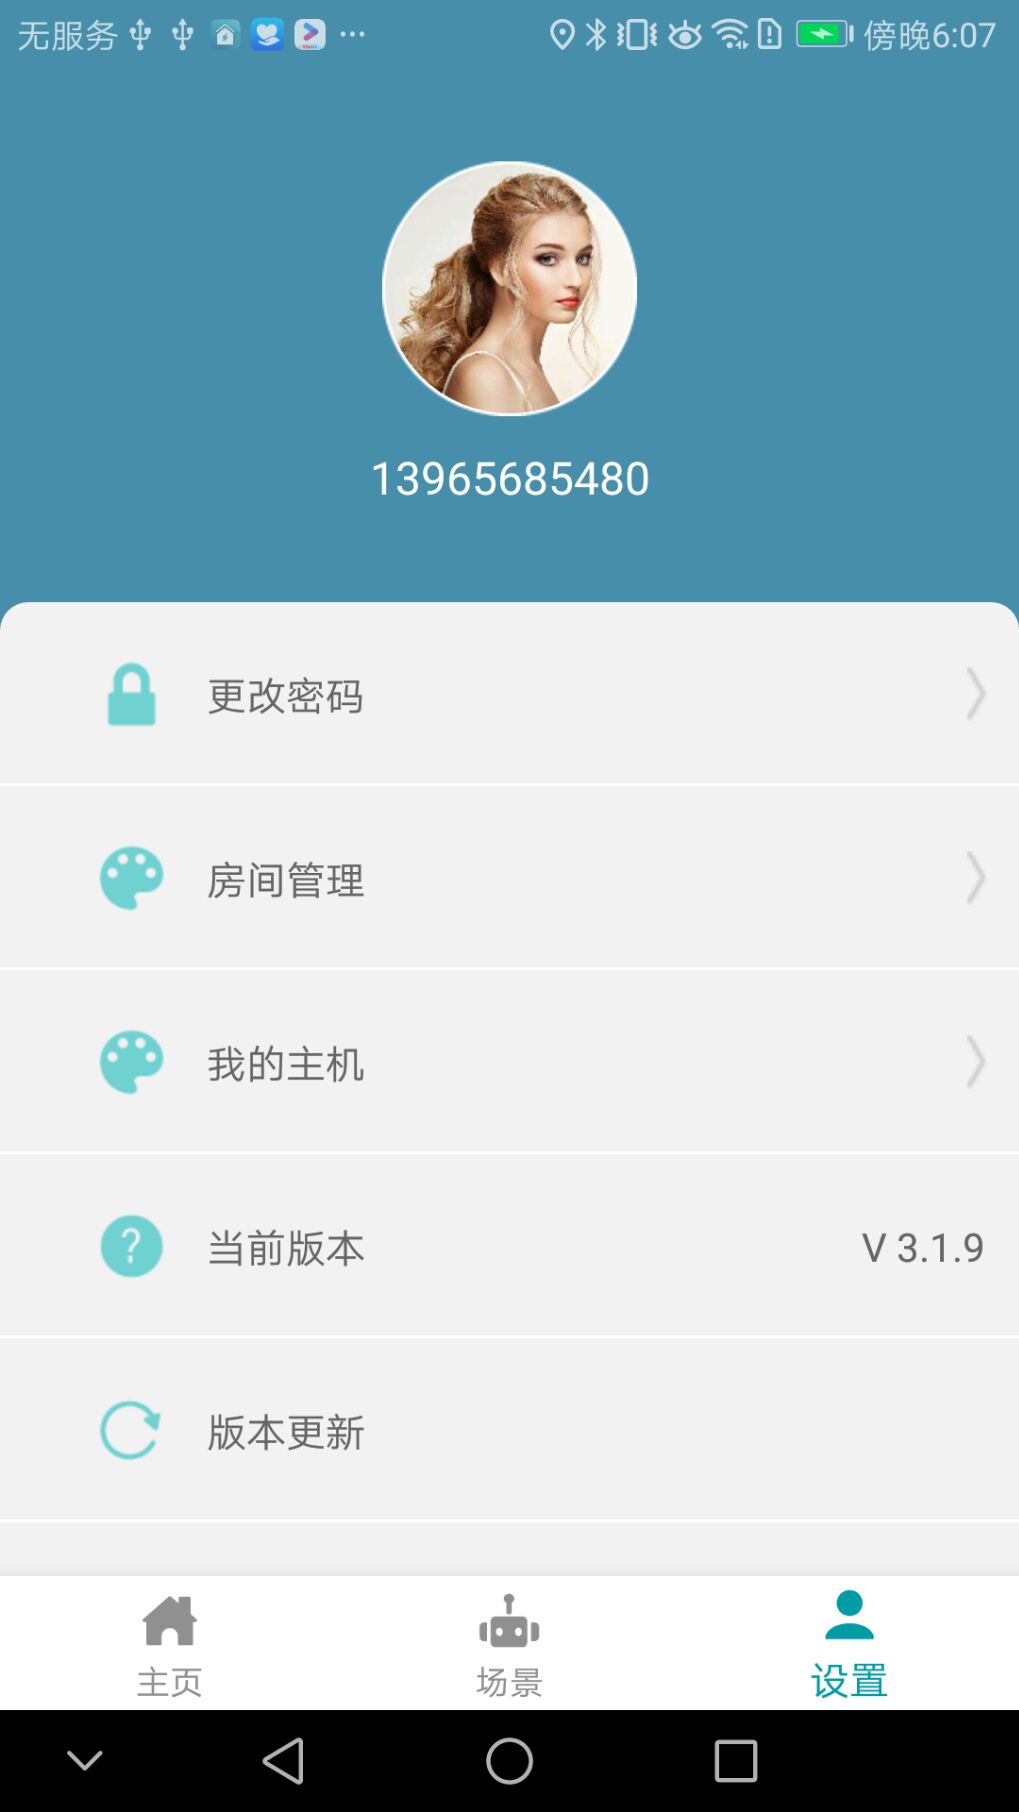 无服务 傍晚6:07
13965685480
更改密码
房间管理
我的主机
当前版本 V 3.1.9
版本更新
主页 场景 设置